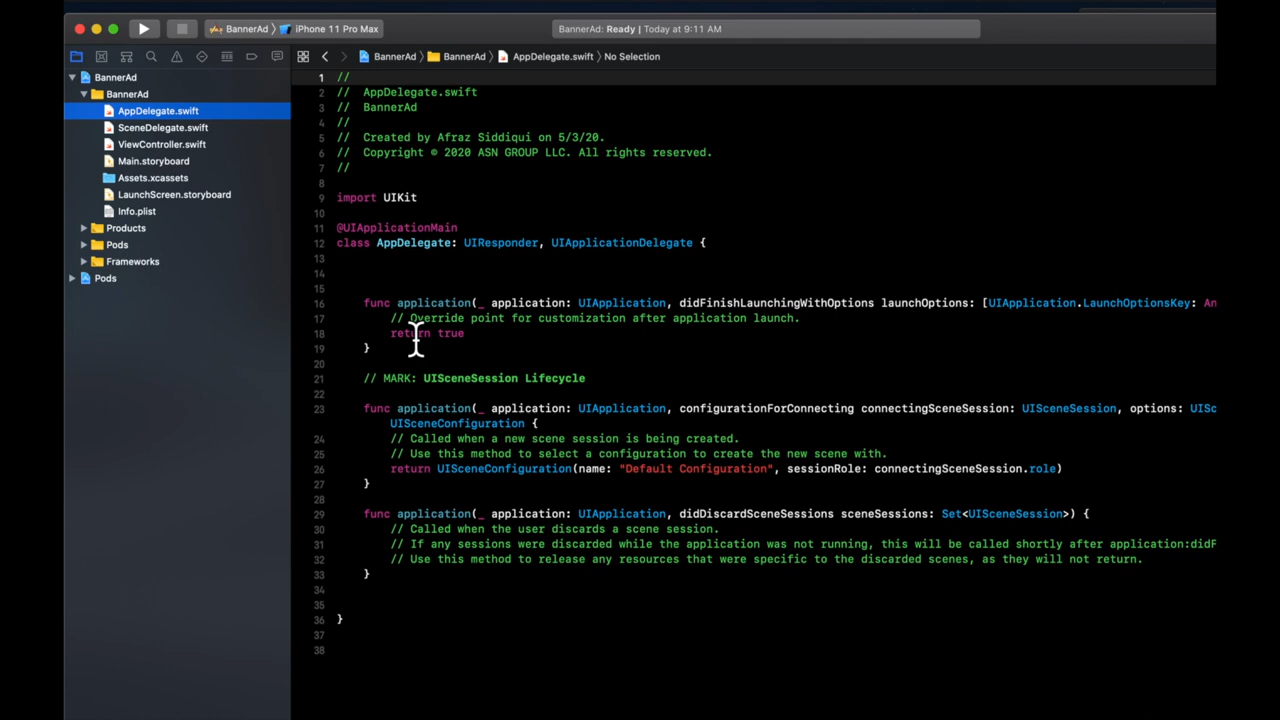 BannerAd 〉 iPhone 11 Pro Max
BannerAd: Ready | Today at 9:11 AM
BannerAd 〉 BannerAd 〉 AppDelegate.swift 〉 No Selection
BannerAd
BannerAd
AppDelegate.swift
SceneDelegate.swift
ViewController.swift
Main.storyboard
Assets.xcassets
LaunchScreen.storyboard
Info.plist
Products
Pods
Frameworks
Pods
1 //
2 //  AppDelegate.swift
3 //  BannerAd
4 //
5 //  Created by Afraz Siddiqui on 5/3/20.
6 //  Copyright © 2020 ASN GROUP LLC. All rights reserved.
7 //
8
9 import UIKit
10
11 @UIApplicationMain
12 class AppDelegate: UIResponder, UIApplicationDelegate {
13
14
15
16     func application(_ application: UIApplication, didFinishLaunchingWithOptions launchOptions: [UIApplication.LaunchOptionsKey: An
17         // Override point for customization after application launch.
18         return true
19     }
20
21     // MARK: UISceneSession Lifecycle
22
23     func application(_ application: UIApplication, configurationForConnecting connectingSceneSession: UISceneSession, options: UISc
UISceneConfiguration {
24         // Called when a new scene session is being created.
25         // Use this method to select a configuration to create the new scene with.
26         return UISceneConfiguration(name: "Default Configuration", sessionRole: connectingSceneSession.role)
27     }
28
29     func application(_ application: UIApplication, didDiscardSceneSessions sceneSessions: Set<UISceneSession>) {
30         // Called when the user discards a scene session.
31         // If any sessions were discarded while the application was not running, this will be called shortly after application:didF
32         // Use this method to release any resources that were specific to the discarded scenes, as they will not return.
33     }
34
35
36 }
37
38